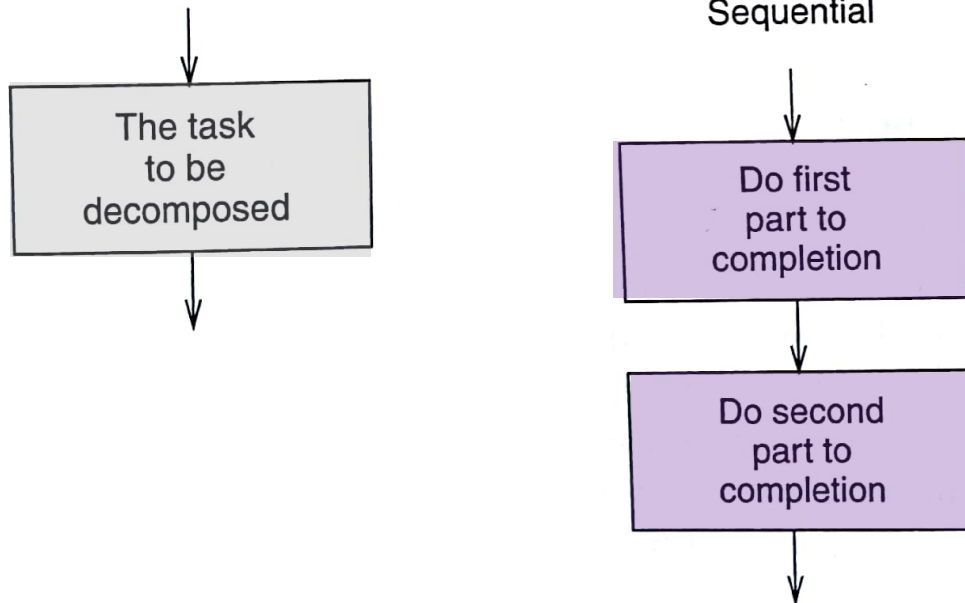 The task
to be
decomposed
Sequential
Do first
part to
completion
Do second
part to
completion